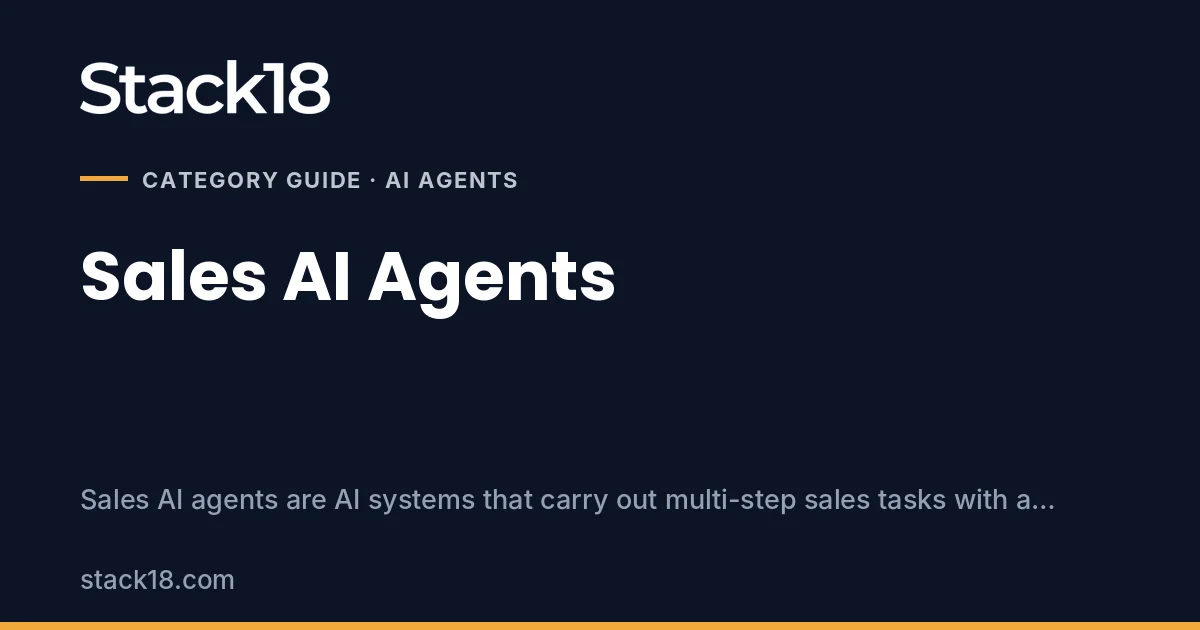 Stack18
CATEGORY GUIDE · AI AGENTS
Sales AI Agents
Sales AI agents are AI systems that carry out multi-step sales tasks with a...
stack18.com